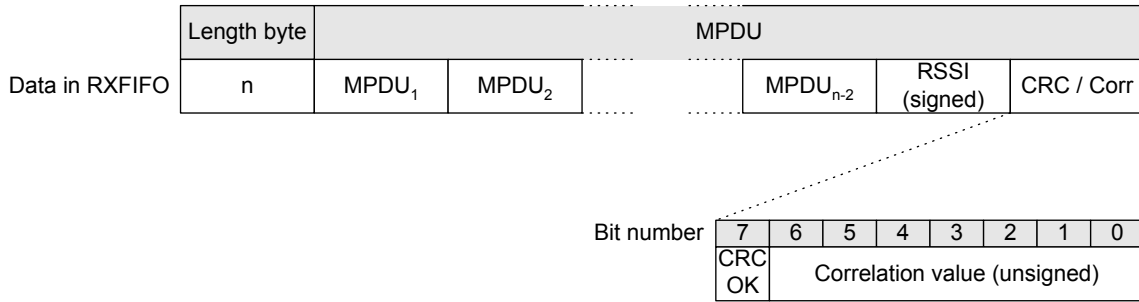 Length byte MPDU
Data in RXFIFO n MPDU1 MPDU2 MPDUn-2 RSSI (signed) CRC / Corr
Bit number 7 6 5 4 3 2 1 0
CRC OK Correlation value (unsigned)